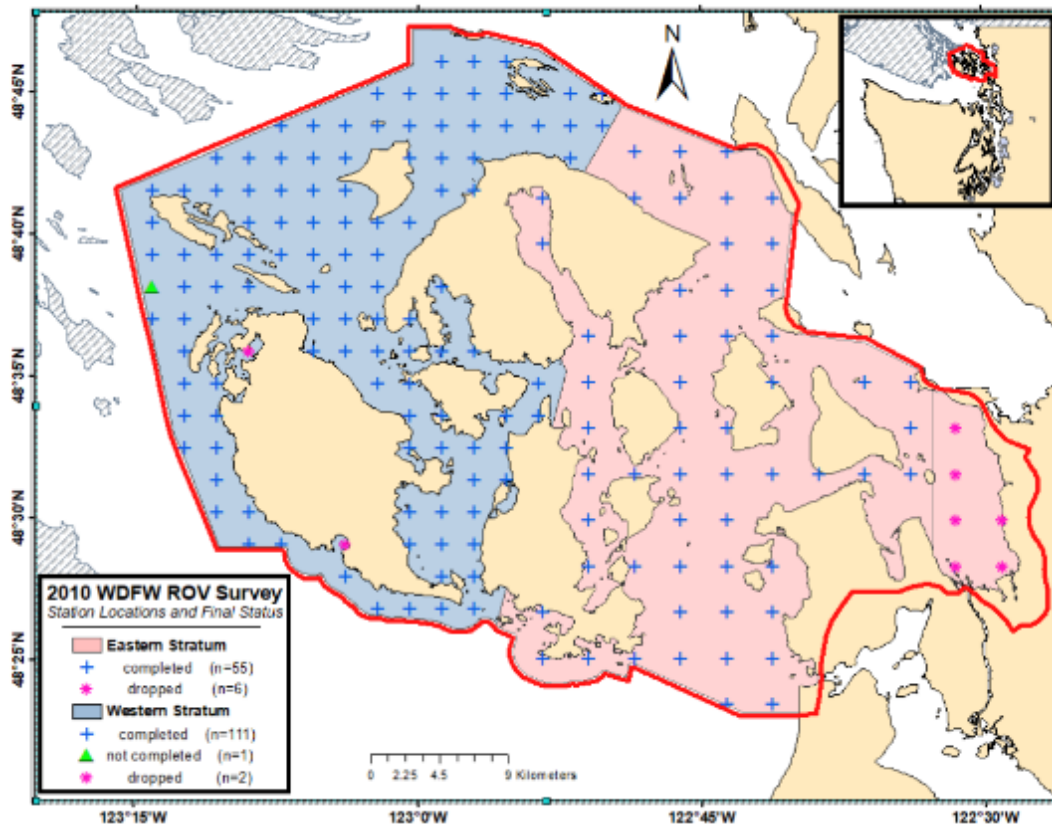 N
48°45'N
48°40'N
48°35'N
48°30'N
48°25'N
2010 WDFW ROV Survey
Station Locations and Final Status
Eastern Stratum
completed (n=55)
dropped (n=6)
Western Stratum
completed (n=111)
not completed (n=1)
dropped (n=2)
0 2.25 4.5 9 Kilometers
123°15'W 123°0'W 122°45'W 122°30'W